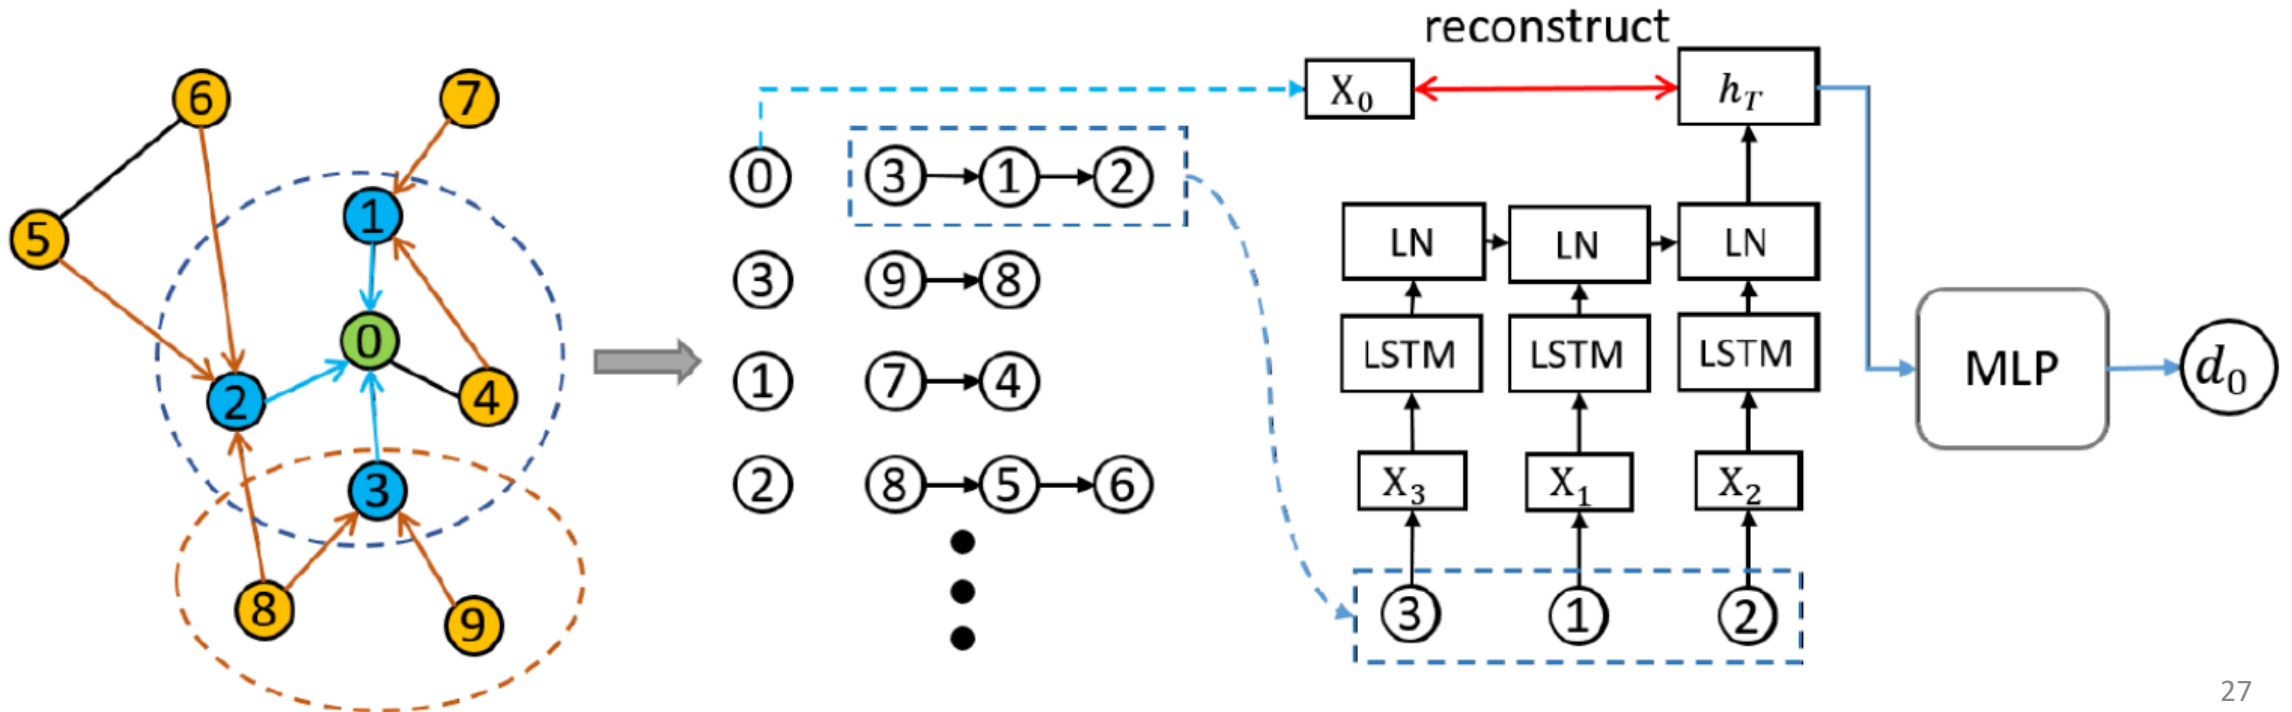 reconstruct
6
7
5
1
0
2
4
3
8
9
0 3 1 2
3 9 8
1 7 4
2 8 5 6
X₀ h_T
LN LN LN
LSTM LSTM LSTM
X₃ X₁ X₂
3 1 2
MLP d₀
27